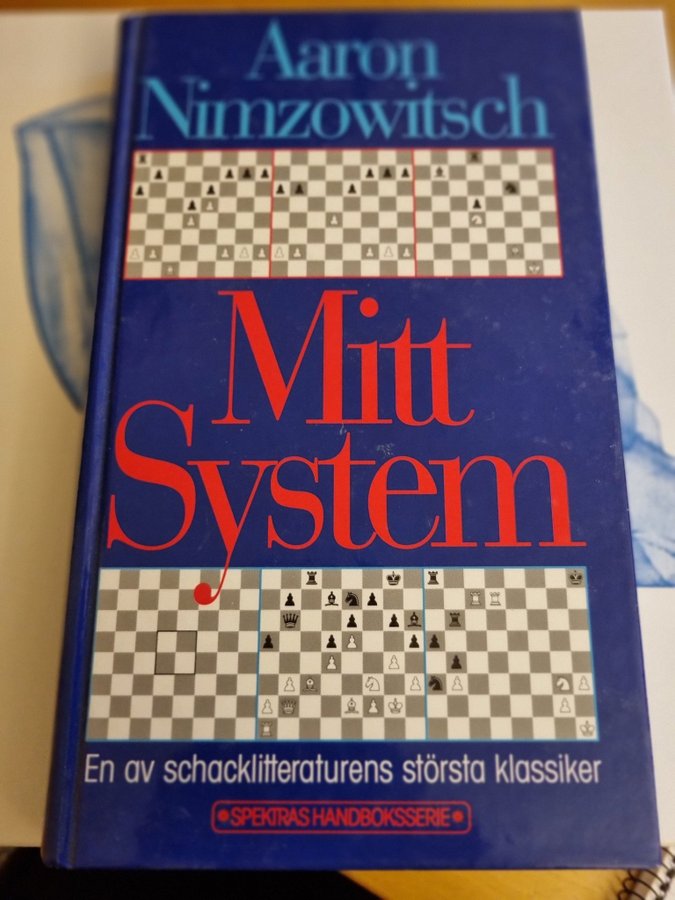 Aaron
Nimzowitsch
Mitt
System
En av schacklitteraturens största klassiker
• SPEKTRAS HANDBOKSSERIE •